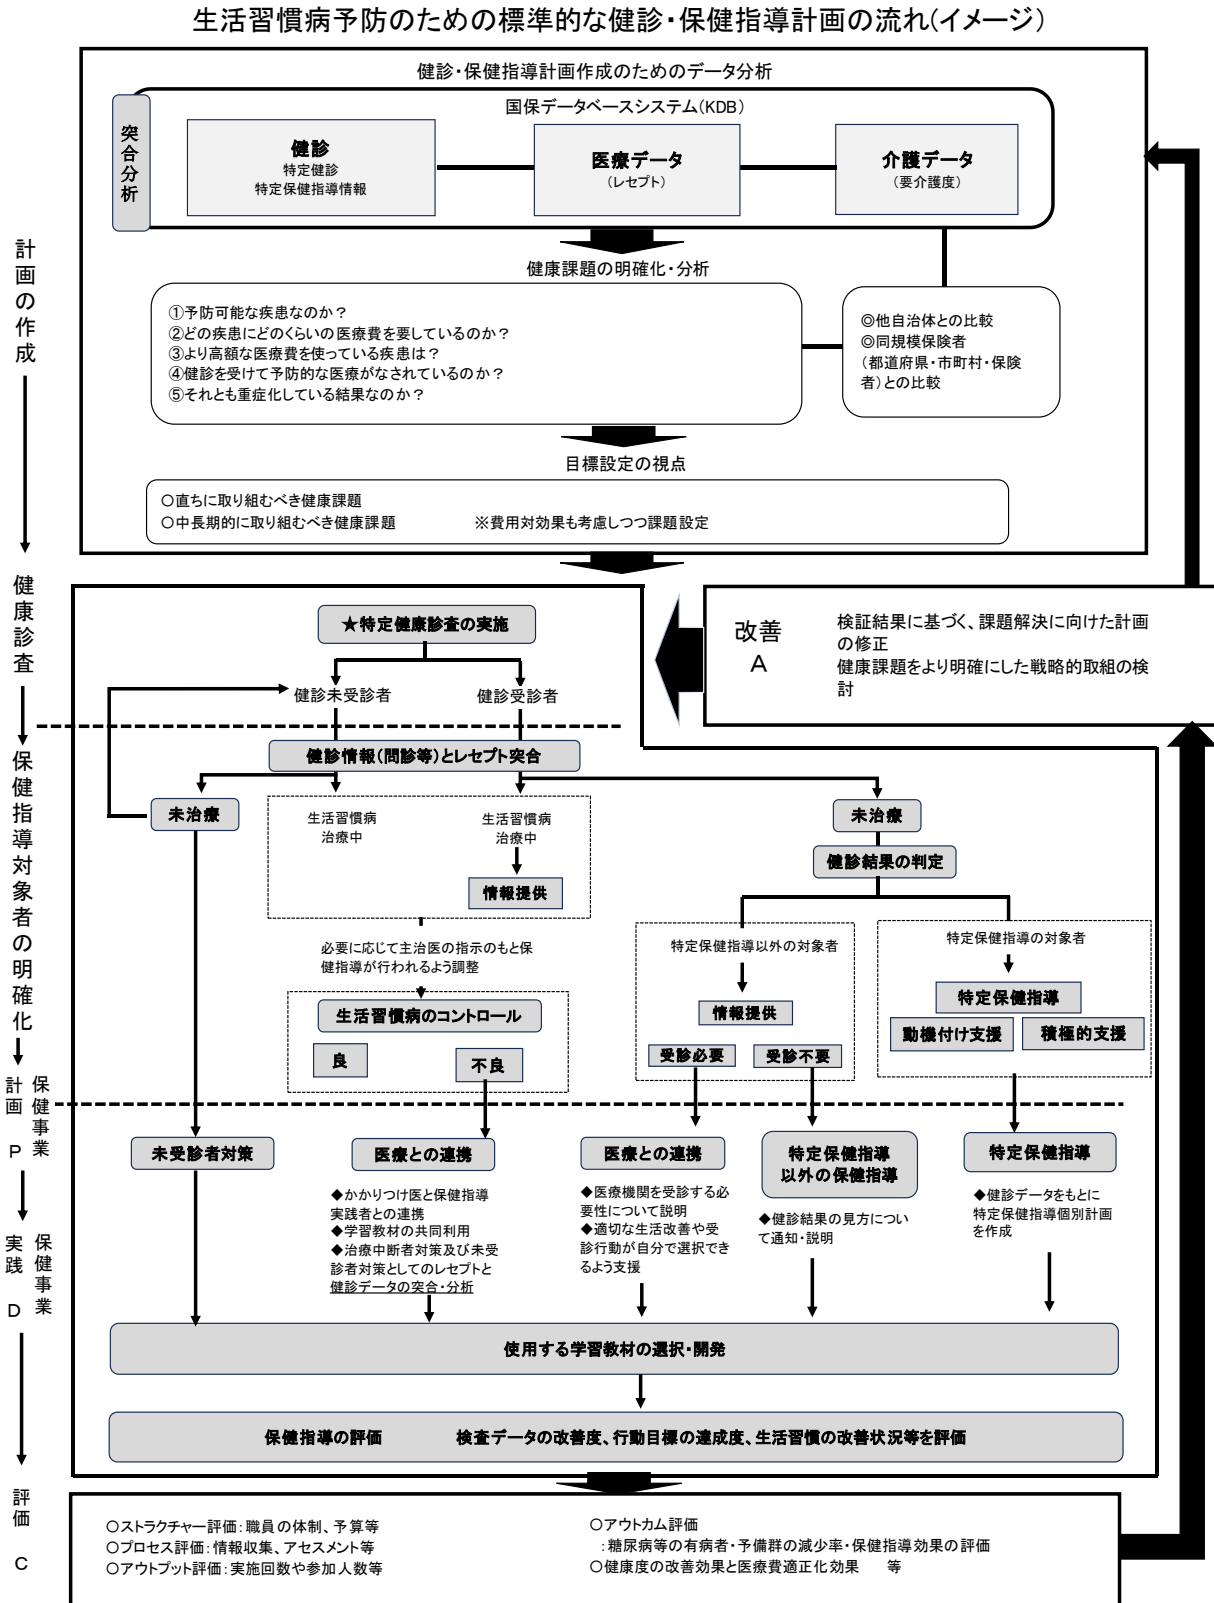 生活習慣病予防のための標準的な健診・保健指導計画の流れ(イメージ)
健診・保健指導計画作成のためのデータ分析
国保データベースシステム(KDB)
突合分析
健診
特定健診
特定保健指導情報
医療データ
(レセプト)
介護データ
(要介護度)
計画の作成
健康課題の明確化・分析
①予防可能な疾患なのか？
②どの疾患にどのくらいの医療費を要しているのか？
③より高額な医療費を使っている疾患は？
④健診を受けて予防的な医療がなされているのか？
⑤それとも重症化している結果なのか？
◎他自治体との比較
◎同規模保険者
(都道府県・市町村・保険
者)との比較
目標設定の視点
○直ちに取り組むべき健康課題
○中長期的に取り組むべき健康課題 ※費用対効果も考慮しつつ課題設定
健康診査
★特定健康診査の実施
改善
A
検証結果に基づく、課題解決に向けた計画
の修正
健康課題をより明確にした戦略的取組の検
討
健診未受診者
健診受診者
保健指導対象者の明確化
健診情報(問診等)とレセプト突合
未治療
生活習慣病
治療中
生活習慣病
治療中
情報提供
未治療
健診結果の判定
必要に応じて主治医の指示のもと保
健指導が行われるよう調整
生活習慣病のコントロール
良
不良
特定保健指導以外の対象者
情報提供
受診必要
受診不要
特定保健指導の対象者
特定保健指導
動機付け支援
積極的支援
保健事業
計画 P
未受診者対策
医療との連携
医療との連携
特定保健指導
以外の保健指導
特定保健指導
◆かかりつけ医と保健指導
実践者との連携
◆学習教材の共同利用
◆治療中断者対策及び未受
診者対策としてのレセプトと
健診データの突合・分析
◆医療機関を受診する必
要性について説明
◆適切な生活改善や受
診行動が自分で選択でき
るよう支援
◆健診結果の見方につい
て通知・説明
◆健診データをもとに
特定保健指導個別計画
を作成
保健事業
実践 D
使用する学習教材の選択・開発
保健指導の評価 検査データの改善度、行動目標の達成度、生活習慣の改善状況等を評価
評価 C
○ストラクチャー評価：職員の体制、予算等
○プロセス評価：情報収集、アセスメント等
○アウトプット評価：実施回数や参加人数等
○アウトカム評価
：糖尿病等の有病者・予備群の減少率・保健指導効果の評価
○健康度の改善効果と医療費適正化効果 等